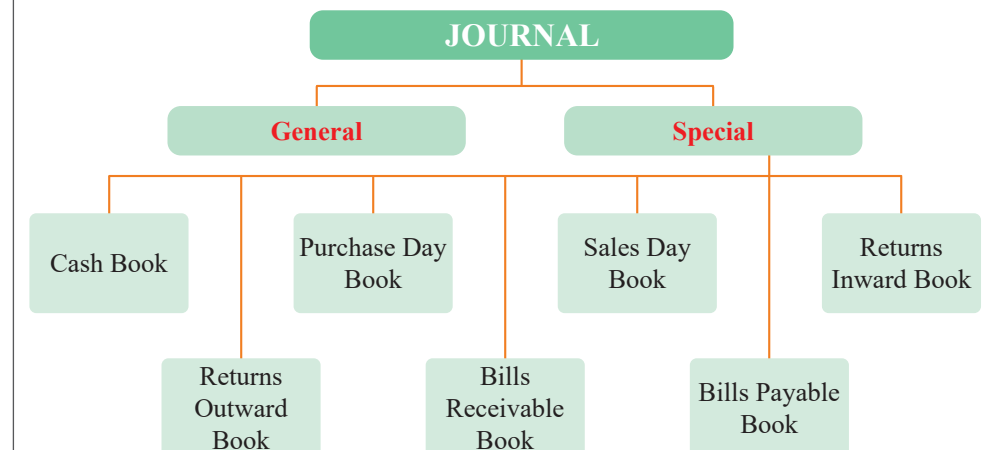 JOURNAL
General
Special
Cash Book
Purchase Day
Book
Sales Day
Book
Returns
Inward Book
Returns
Outward
Book
Bills
Receivable
Book
Bills Payable
Book